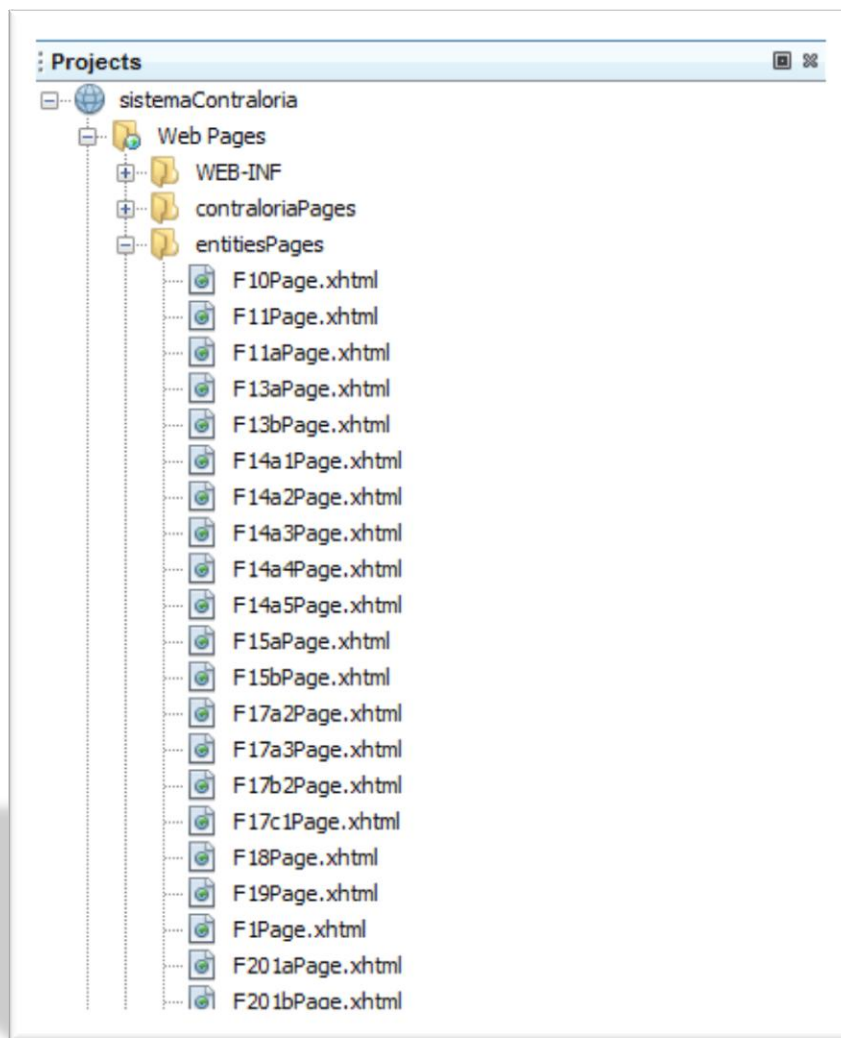 Projects
sistemaContraloria
Web Pages
WEB-INF
contraloriaPages
entitiesPages
F10Page.xhtml
F11Page.xhtml
F11aPage.xhtml
F13aPage.xhtml
F13bPage.xhtml
F14a1Page.xhtml
F14a2Page.xhtml
F14a3Page.xhtml
F14a4Page.xhtml
F14a5Page.xhtml
F15aPage.xhtml
F15bPage.xhtml
F17a2Page.xhtml
F17a3Page.xhtml
F17b2Page.xhtml
F17c1Page.xhtml
F18Page.xhtml
F19Page.xhtml
F1Page.xhtml
F201aPage.xhtml
F201bPage.xhtml